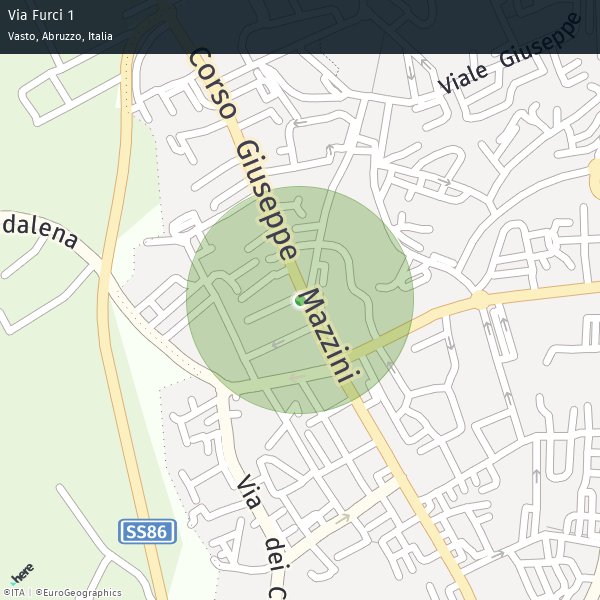 Via Furci 1
Vasto, Abruzzo, Italia
Viale Giuseppe
Corso Giuseppe Mazzini
dalena
SS86
Via dei C
here
©ITA | ©EuroGeographics